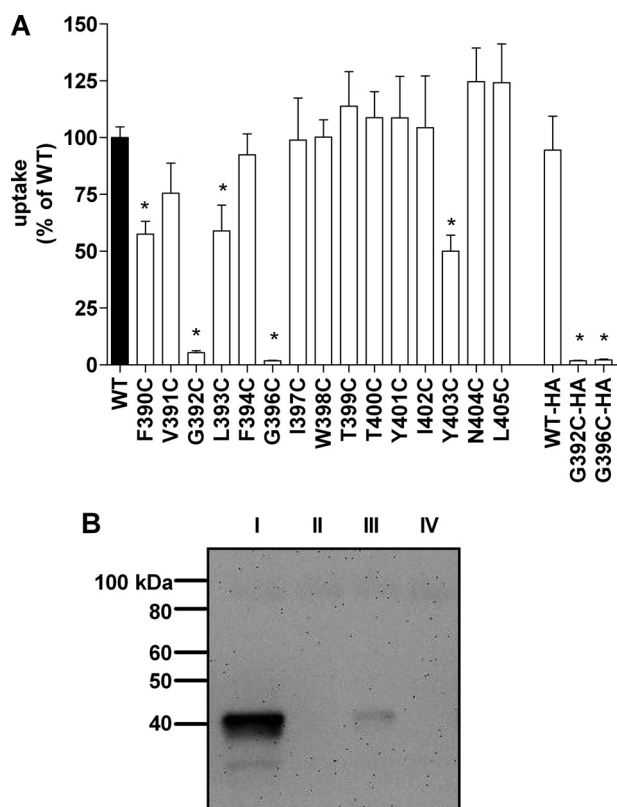 A
uptake
(% of WT)
150
125
100
75
50
25
0
* * * * * * *
WT
F390C
V391C
G392C
L393C
F394C
G396C
I397C
W398C
T399C
T400C
Y401C
I402C
Y403C
N404C
L405C
WT-HA
G392C-HA
G396C-HA
B
I II III IV
100 kDa
80
60
50
40